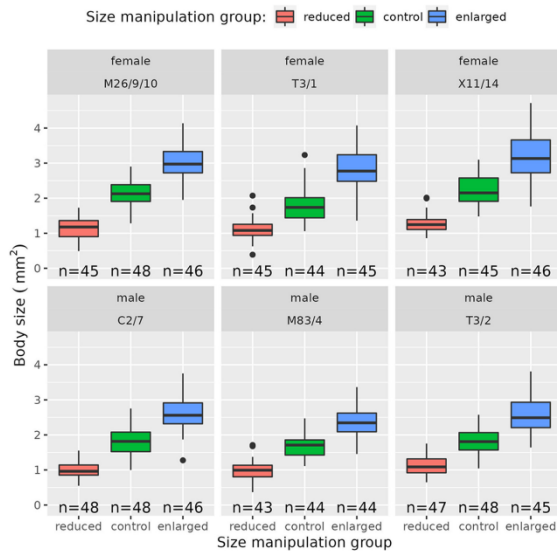 Size manipulation group: reduced control enlarged
female female female
M26/9/10 T3/1 X11/14
4
3
2
1
0
n=45 n=48 n=46 n=45 n=44 n=45 n=43 n=45 n=46
male male male
C2/7 M83/4 T3/2
4
3
2
1
0
n=48 n=48 n=46 n=43 n=44 n=44 n=47 n=48 n=45
reduced control enlarged reduced control enlarged reduced control enlarged
Size manipulation group
Body size ( mm²)